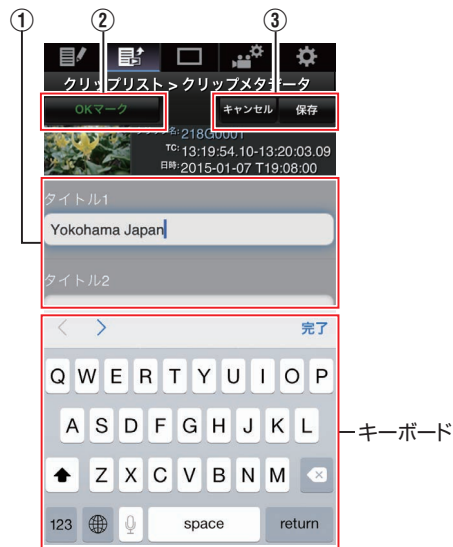 ① ② ③
クリップリスト > クリップメタデータ
OKマーク キャンセル 保存
218G0001
TC: 13:19:54.10-13:20:03.09
日時: 2015-01-07 T19:08:00
タイトル1
Yokohama Japan
タイトル2
< > 完了
Q W E R T Y U I O P
A S D F G H J K L
キーボード
Z X C V B N M
123 space return